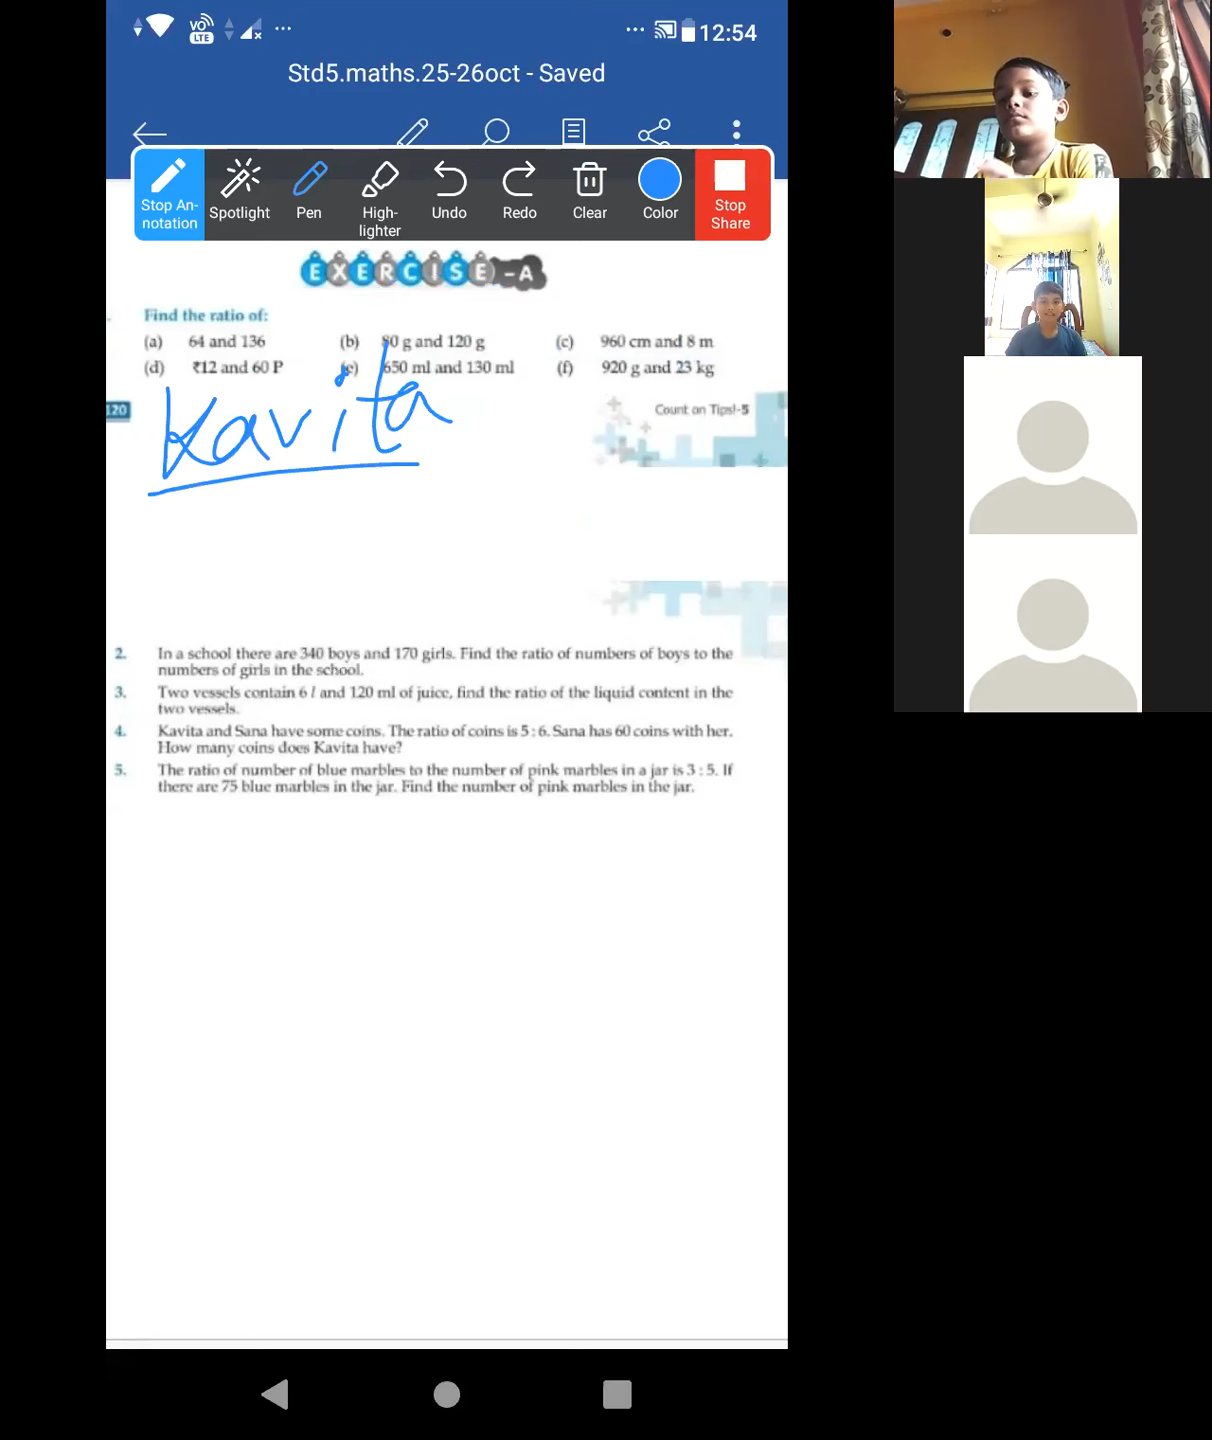 VO
LTE
12:54
Std5.maths.25-26oct - Saved
Stop An-
notation
Spotlight
Pen
High-
lighter
Undo
Redo
Clear
Color
Stop
Share
EXERCISE-A
Find the ratio of:
(a) 64 and 136 (b) 80 g and 120 g (c) 960 cm and 8 m
(d) ₹12 and 60 P (e) 650 ml and 130 ml (f) 920 g and 23 kg
120
Count on Tips!-5
Kavita
2. In a school there are 340 boys and 170 girls. Find the ratio of numbers of boys to the
numbers of girls in the school.
3. Two vessels contain 6 l and 120 ml of juice, find the ratio of the liquid content in the
two vessels.
4. Kavita and Sana have some coins. The ratio of coins is 5 : 6. Sana has 60 coins with her.
How many coins does Kavita have?
5. The ratio of number of blue marbles to the number of pink marbles in a jar is 3 : 5. If
there are 75 blue marbles in the jar. Find the number of pink marbles in the jar.